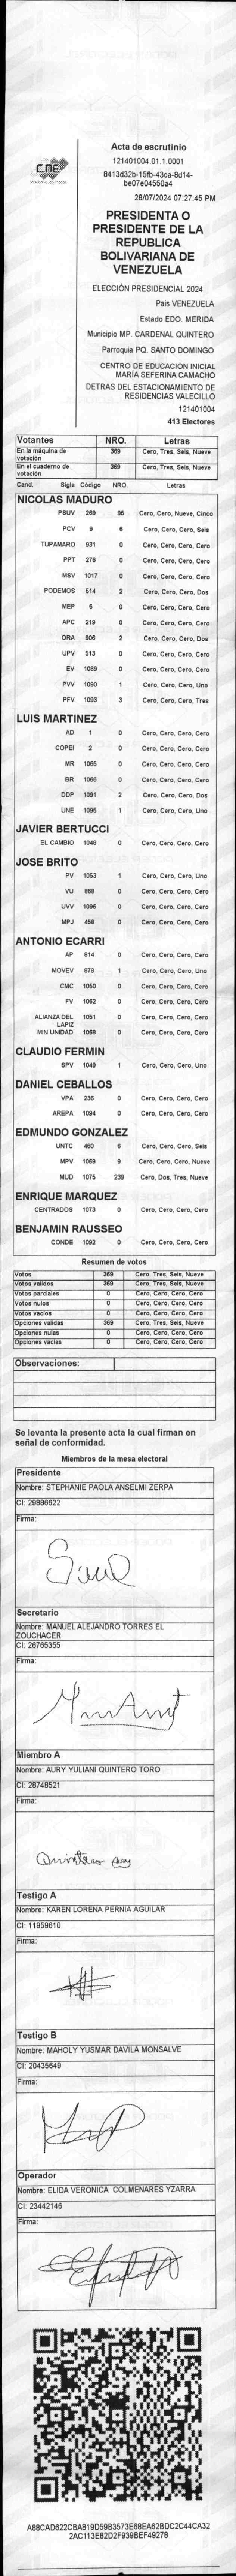 CNE
Acta de escrutinio
121401004.01.1.0001
8413d32b-15fb-43ca-8d14-
be07e04550a4
28/07/2024 07:27:45 PM
PRESIDENTA O
PRESIDENTE DE LA
REPUBLICA
BOLIVARIANA DE
VENEZUELA
ELECCIÓN PRESIDENCIAL 2024
País VENEZUELA
Estado EDO. MERIDA
Municipio MP. CARDENAL QUINTERO
Parroquia PQ. SANTO DOMINGO
CENTRO DE EDUCACION INICIAL
MARÍA SEFERINA CAMACHO
DETRAS DEL ESTACIONAMIENTO DE
RESIDENCIAS VALECILLO
121401004
413 Electores
Votantes NRO. Letras
En la máquina de votación 369 Cero, Tres, Seis, Nueve
En el cuaderno de votación 369 Cero, Tres, Seis, Nueve
Cand. Sigla Código NRO. Letras
NICOLAS MADURO
PSUV 269 95 Cero, Cero, Nueve, Cinco
PCV 9 6 Cero, Cero, Cero, Seis
TUPAMARO 931 0 Cero, Cero, Cero, Cero
PPT 276 0 Cero, Cero, Cero, Cero
MSV 1017 0 Cero, Cero, Cero, Cero
PODEMOS 514 2 Cero, Cero, Cero, Dos
MEP 6 0 Cero, Cero, Cero, Cero
APC 219 0 Cero, Cero, Cero, Cero
ORA 906 2 Cero, Cero, Cero, Dos
UPV 513 0 Cero, Cero, Cero, Cero
EV 1089 0 Cero, Cero, Cero, Cero
PVV 1090 1 Cero, Cero, Cero, Uno
PFV 1093 3 Cero, Cero, Cero, Tres
LUIS MARTINEZ
AD 1 0 Cero, Cero, Cero, Cero
COPEI 2 0 Cero, Cero, Cero, Cero
MR 1065 0 Cero, Cero, Cero, Cero
BR 1066 0 Cero, Cero, Cero, Cero
DDP 1091 2 Cero, Cero, Cero, Dos
UNE 1095 1 Cero, Cero, Cero, Uno
JAVIER BERTUCCI
EL CAMBIO 1048 0 Cero, Cero, Cero, Cero
JOSE BRITO
PV 1053 1 Cero, Cero, Cero, Uno
VU 968 0 Cero, Cero, Cero, Cero
UVV 1096 0 Cero, Cero, Cero, Cero
MPJ 450 0 Cero, Cero, Cero, Cero
ANTONIO ECARRI
AP 914 0 Cero, Cero, Cero, Cero
MOVEV 978 1 Cero, Cero, Cero, Uno
CMC 1050 0 Cero, Cero, Cero, Cero
FV 1062 0 Cero, Cero, Cero, Cero
ALIANZA DEL LAPIZ 1051 0 Cero, Cero, Cero, Cero
MIN UNIDAD 1068 0 Cero, Cero, Cero, Cero
CLAUDIO FERMIN
SPV 1049 1 Cero, Cero, Cero, Uno
DANIEL CEBALLOS
VPA 236 0 Cero, Cero, Cero, Cero
AREPA 1094 0 Cero, Cero, Cero, Cero
EDMUNDO GONZALEZ
UNTC 460 6 Cero, Cero, Cero, Seis
MPV 1069 9 Cero, Cero, Cero, Nueve
MUD 1075 239 Cero, Dos, Tres, Nueve
ENRIQUE MARQUEZ
CENTRADOS 1073 0 Cero, Cero, Cero, Cero
BENJAMIN RAUSSEO
CONDE 1092 0 Cero, Cero, Cero, Cero
Resumen de votos
Votos 369 Cero, Tres, Seis, Nueve
Votos validos 369 Cero, Tres, Seis, Nueve
Votos parciales 0 Cero, Cero, Cero, Cero
Votos nulos 0 Cero, Cero, Cero, Cero
Votos vacios 0 Cero, Cero, Cero, Cero
Opciones validas 369 Cero, Tres, Seis, Nueve
Opciones nulas 0 Cero, Cero, Cero, Cero
Opciones vacias 0 Cero, Cero, Cero, Cero
Observaciones:
Se levanta la presente acta la cual firman en
señal de conformidad.
Miembros de la mesa electoral
Presidente
Nombre: STEPHANIE PAOLA ANSELMI ZERPA
CI: 29886622
Firma:
Secretario
Nombre: MANUEL ALEJANDRO TORRES EL
ZOUCHACER
CI: 26765355
Firma:
Miembro A
Nombre: AURY YULIANI QUINTERO TORO
CI: 28748521
Firma:
Quintero Aury
Testigo A
Nombre: KAREN LORENA PERNIA AGUILAR
CI: 11959610
Firma:
Testigo B
Nombre: MAHOLY YUSMAR DAVILA MONSALVE
CI: 20435649
Firma:
Operador
Nombre: ELIDA VERONICA COLMENARES YZARRA
CI: 23442146
Firma:
A88CAD622CBA819D59B3573E68EA62BDC2C44CA32
2AC113E82D2F939BEF49278